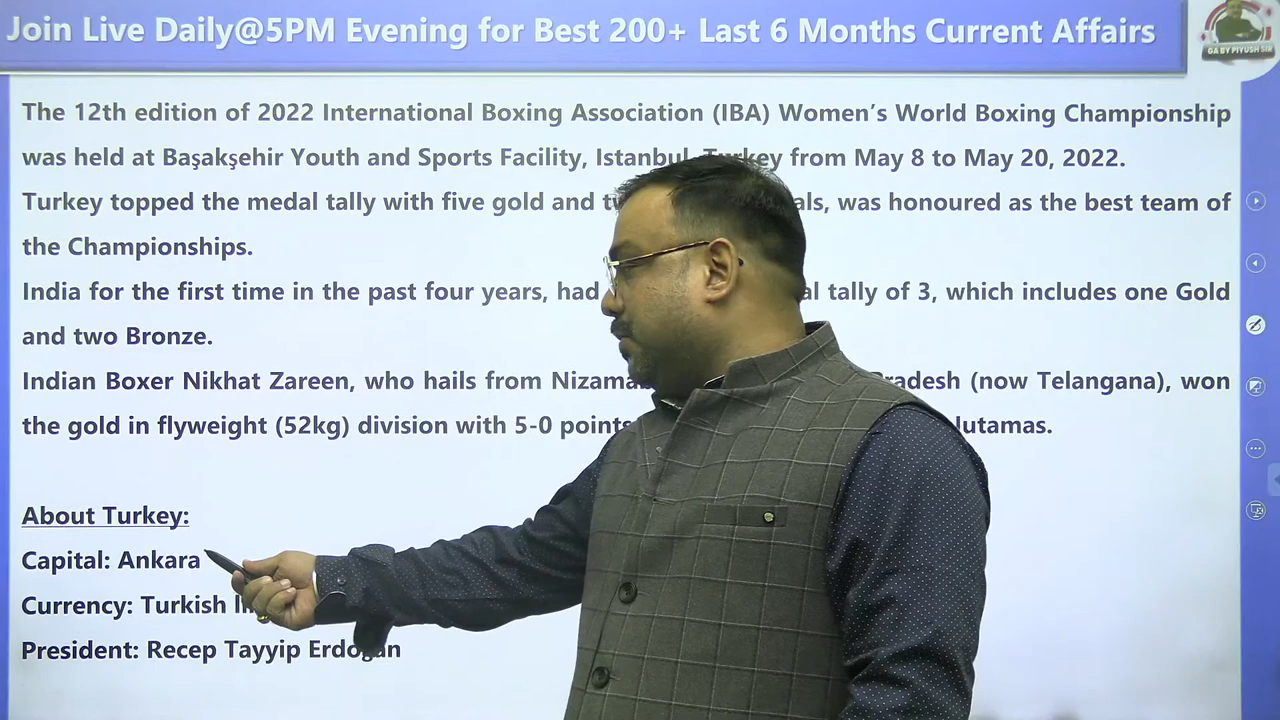 Join Live Daily@5PM Evening for Best 200+ Last 6 Months Current Affairs
GA BY PIYUSH SIR
The 12th edition of 2022 International Boxing Association (IBA) Women’s World Boxing Championship
was held at Başakşehir Youth and Sports Facility, Istanbul, Turkey from May 8 to May 20, 2022.
Turkey topped the medal tally with five gold and was honoured as the best team of
the Championships.
India for the first time in the past four years, had tally of 3, which includes one Gold
and two Bronze.
Indian Boxer Nikhat Zareen, who hails from Pradesh (now Telangana), won
the gold in flyweight (52kg) division with 5-0 points
About Turkey:
Capital: Ankara
Currency: Turkish
President: Recep Tayyip Erdoğan